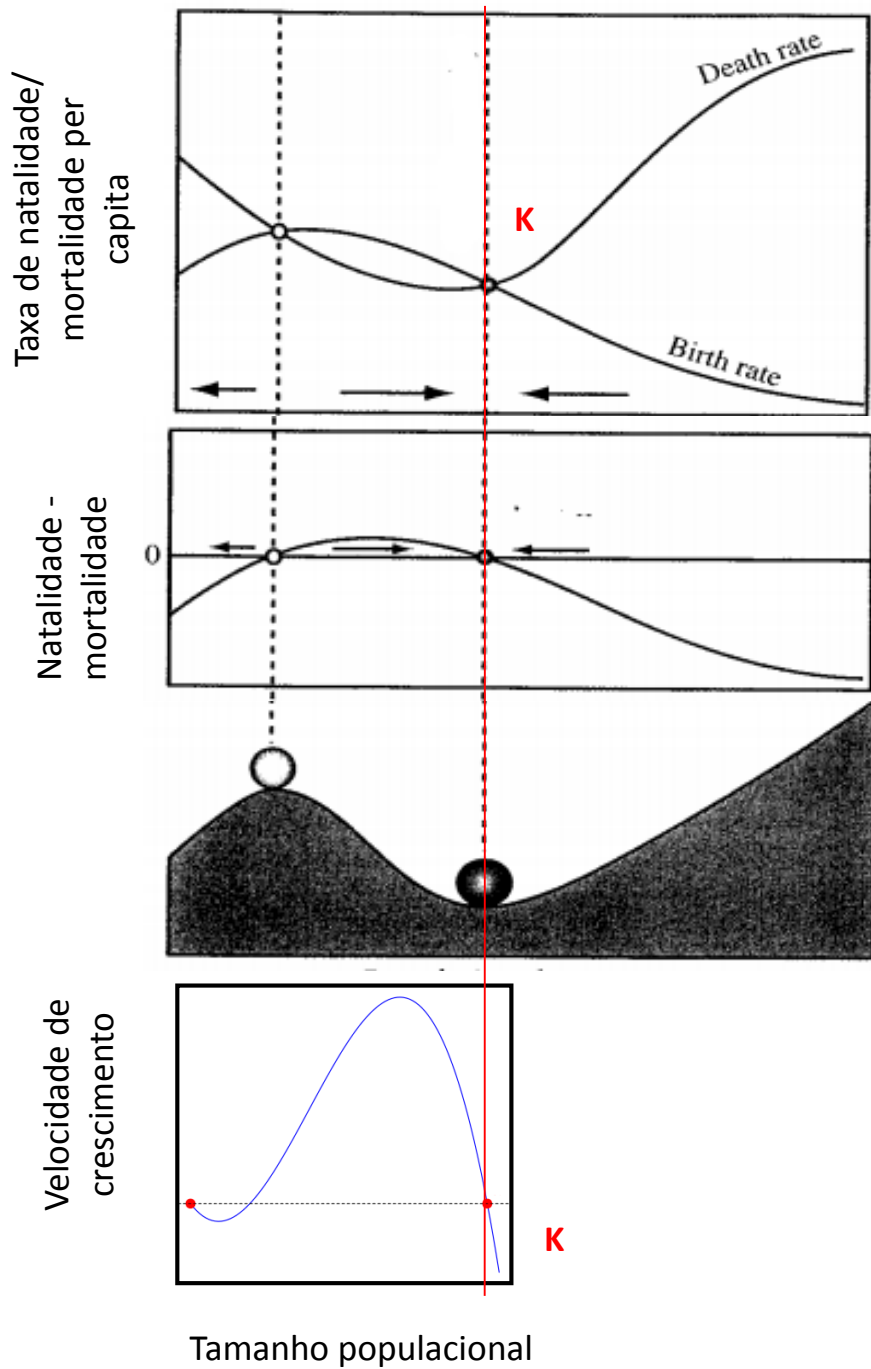 Taxa de natalidade/
mortalidade per
capita
Death rate
K
Birth rate
Natalidade -
mortalidade
0
Velocidade de
crescimento
K
Tamanho populacional